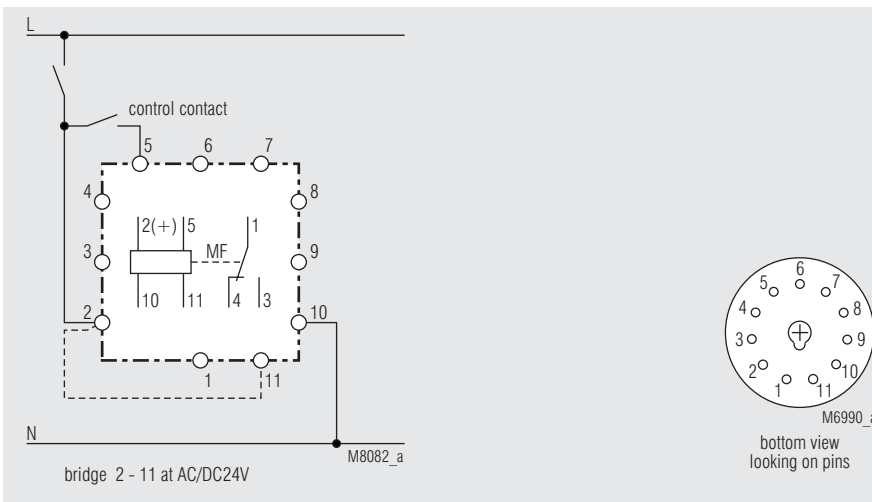 L
control contact
5 6 7
4 8
2(+) 5 1
3 MF 9
10 11 4 3
2 10
1 11
N
M8082_a
bridge 2 - 11 at AC/DC24V
6
5 7
4 8
3 9
2 10
1 11
M6990_a
bottom view
looking on pins